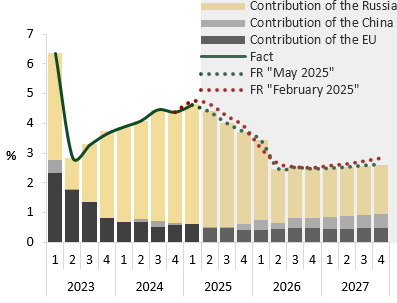 Contribution of the Russia
Contribution of the China
Contribution of the EU
Fact
FR "May 2025"
FR "February 2025"
7
6
5
4
%
3
2
1
0
1 2 3 4 1 2 3 4 1 2 3 4 1 2 3 4 1 2 3 4
2023 2024 2025 2026 2027